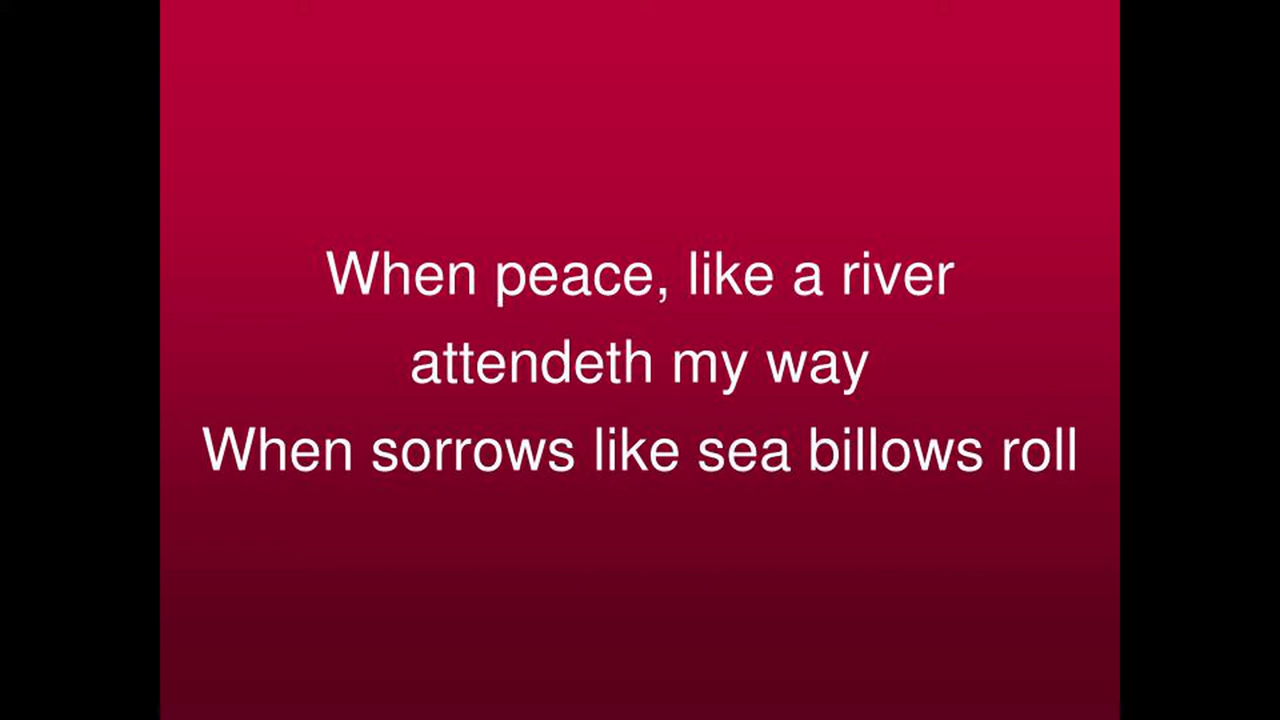 When peace, like a river
attendeth my way
When sorrows like sea billows roll